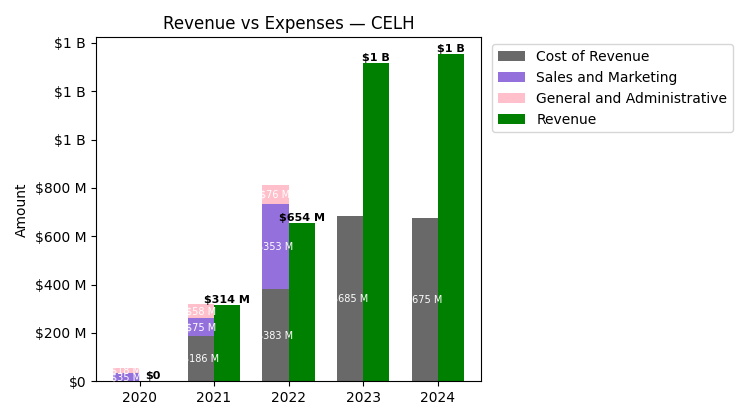 Revenue vs Expenses — CELH
Cost of Revenue
Sales and Marketing
General and Administrative
Revenue
Amount
$1 B
$1 B
$1 B
$800 M
$600 M
$400 M
$200 M
$0
$35 M
$0
$58 M
$75 M
$186 M
$314 M
$76 M
$353 M
$383 M
$654 M
$685 M
$1 B
$675 M
$1 B
2020
2021
2022
2023
2024